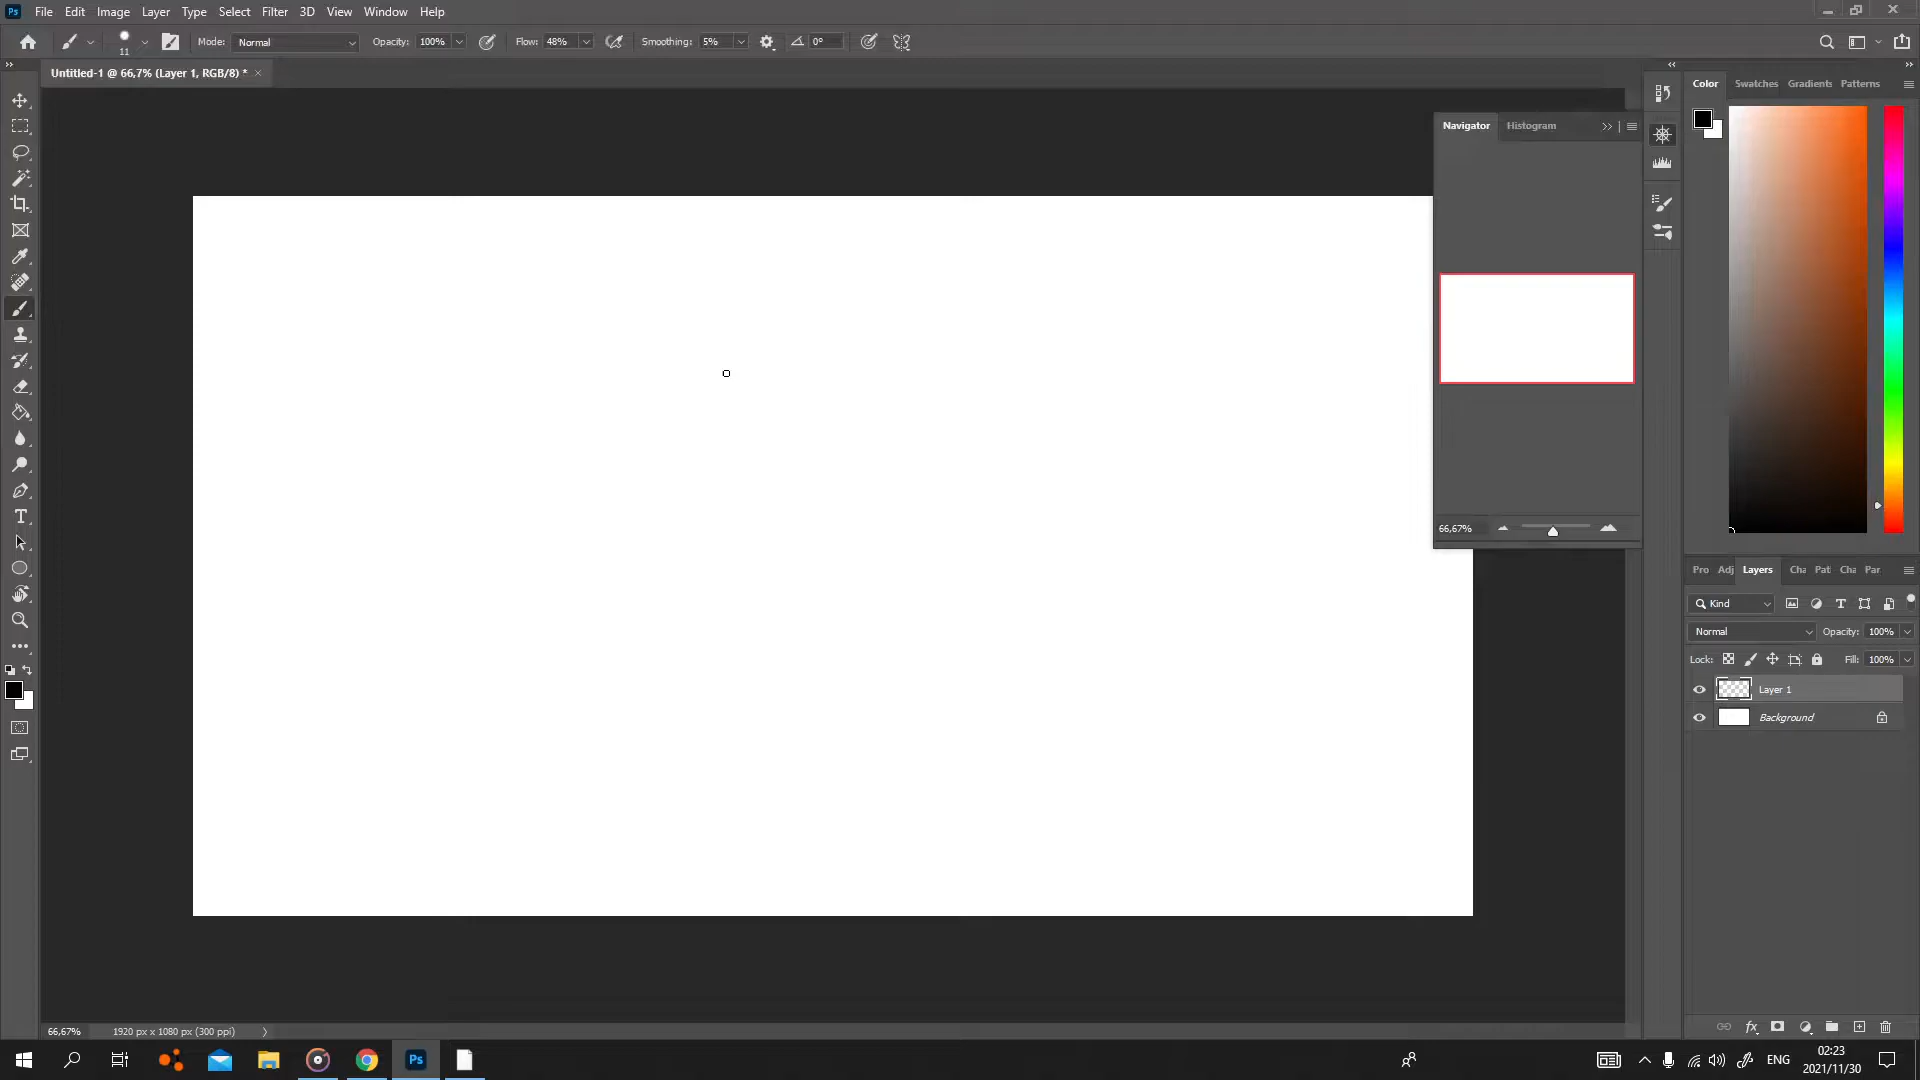 Ps File Edit Image Layer Type Select Filter 3D View Window Help
11 Mode: Normal Opacity: 100% Flow: 48% Smoothing: 5% 0°
Untitled-1 @ 66,7% (Layer 1, RGB/8) *
Color Swatches Gradients Patterns
Navigator Histogram
66,67%
Pro Adj Layers Cha Pat Cha Par
Kind
Normal Opacity: 100%
Lock: Fill: 100%
Layer 1
Background
66,67% 1920 px x 1080 px (300 ppi)
Ps ENG 02:23
2021/11/30